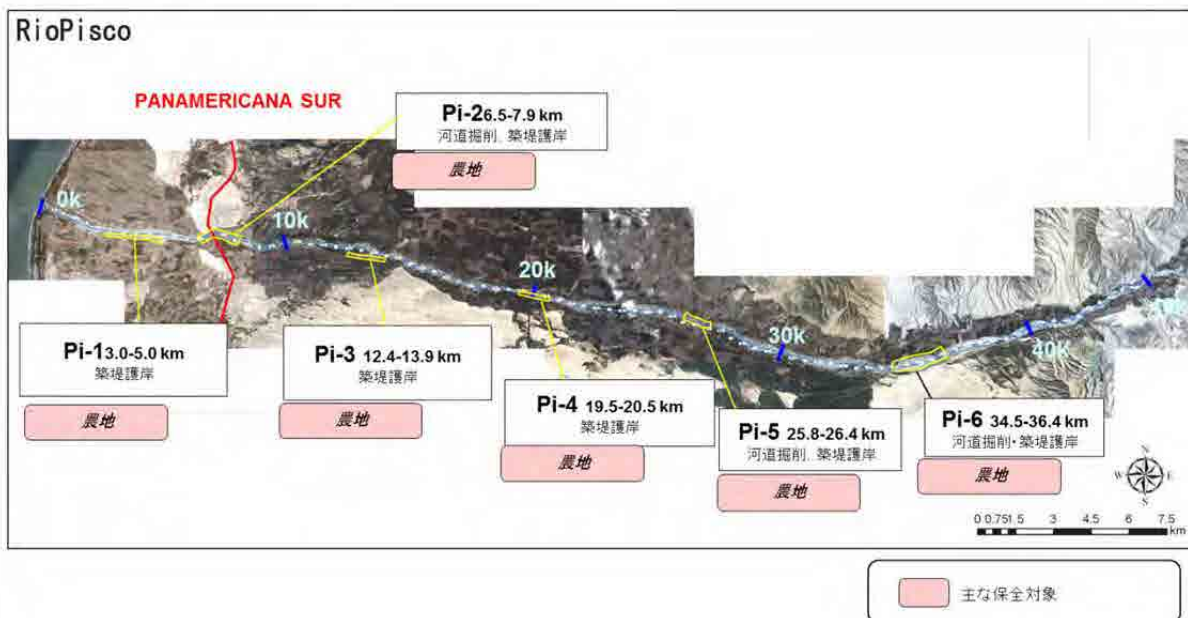 RioPisco
PANAMERICANA SUR
Pi-2 6.5-7.9 km
河道掘削, 築堤護岸
農地
0k
10k
20k
30k
40k
Pi-1 3.0-5.0 km
築堤護岸
農地
Pi-3 12.4-13.9 km
築堤護岸
農地
Pi-4 19.5-20.5 km
築堤護岸
農地
Pi-5 25.8-26.4 km
河道掘削, 築堤護岸
農地
Pi-6 34.5-36.4 km
河道掘削・築堤護岸
農地
N
W E
S
0 0.75 1.5 3 4.5 6 7.5
km
主な保全対象